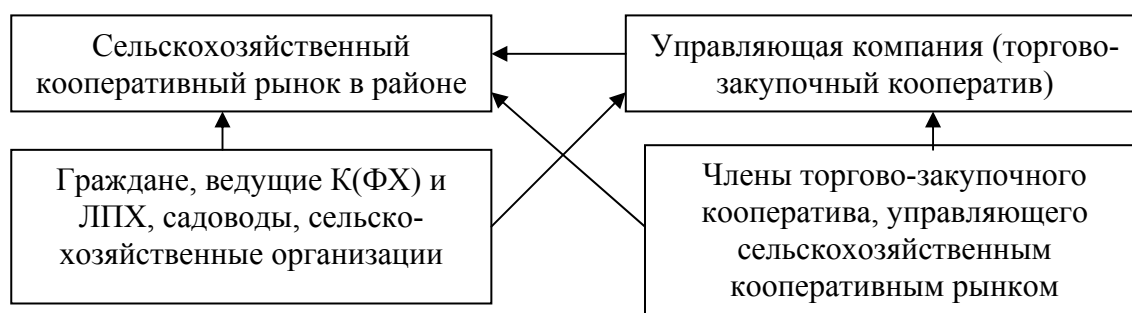 Сельскохозяйственный
кооперативный рынок в районе
Управляющая компания (торгово-
закупочный кооператив)
Граждане, ведущие К(ФХ) и
ЛПХ, садоводы, сельско-
хозяйственные организации
Члены торгово-закупочного
кооператива, управляющего
сельскохозяйственным
кооперативным рынком